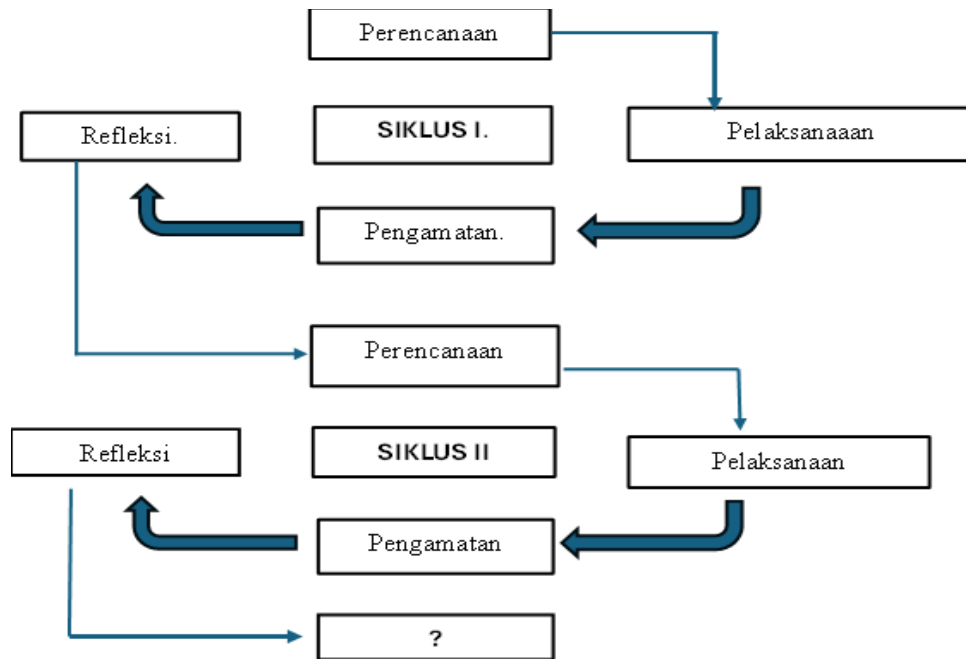 Perencanaan
Refleksi.
SIKLUS I.
Pelaksanaaan
Pengamatan.
Perencanaan
Refleksi
SIKLUS II
Pelaksanaan
Pengamatan
?